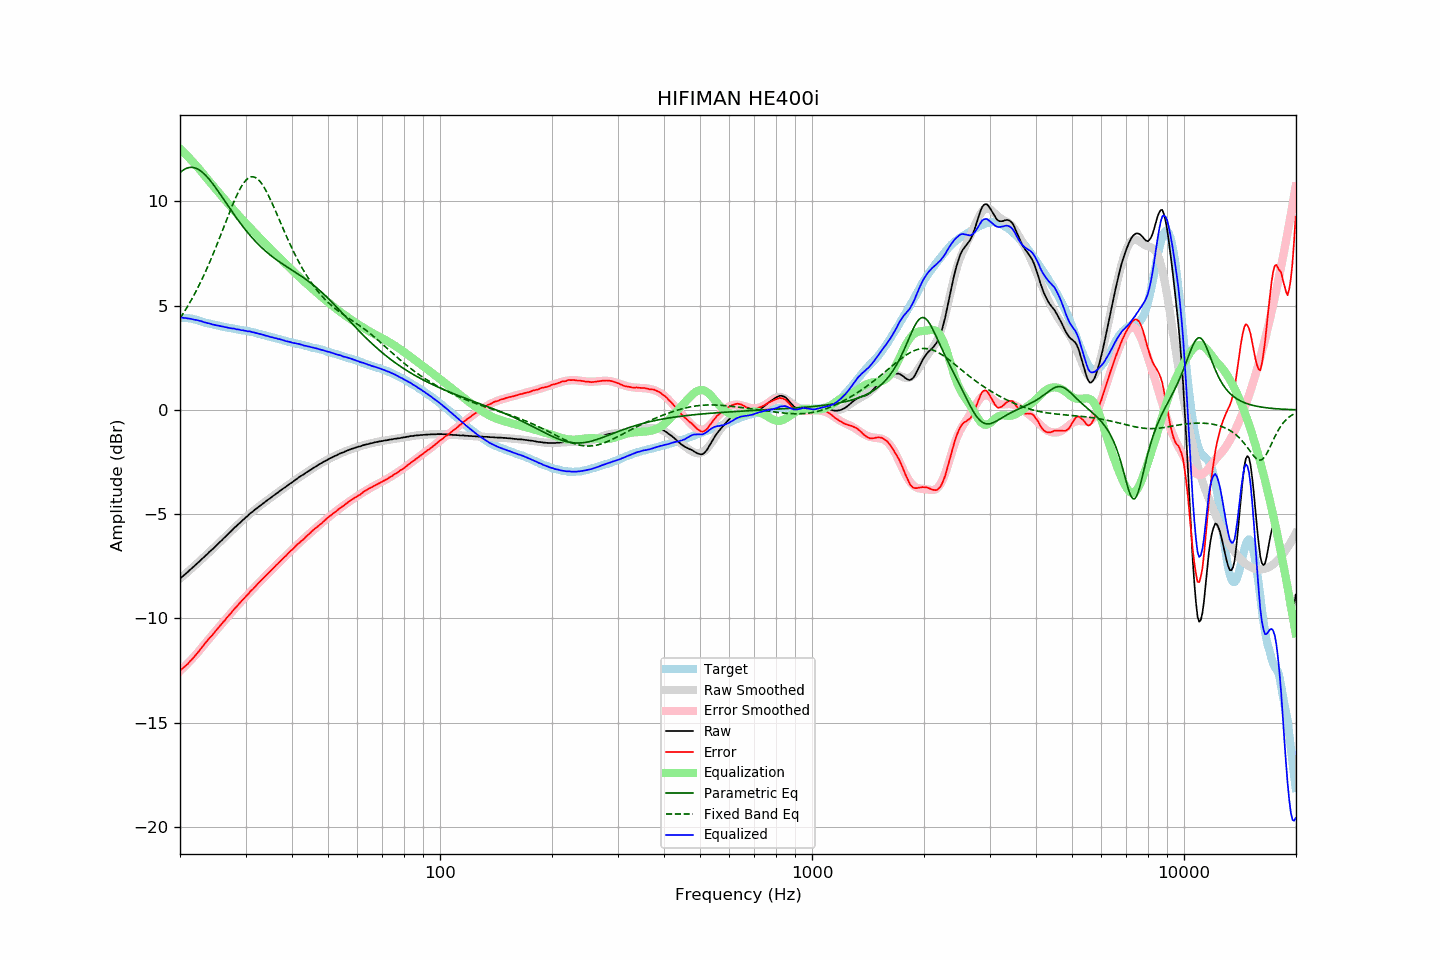 HIFIMAN HE400i
Amplitude (dBr)
10
5
0
−5
−10
−15
−20
100
1000
10000
Frequency (Hz)
Target
Raw Smoothed
Error Smoothed
Raw
Error
Equalization
Parametric Eq
Fixed Band Eq
Equalized